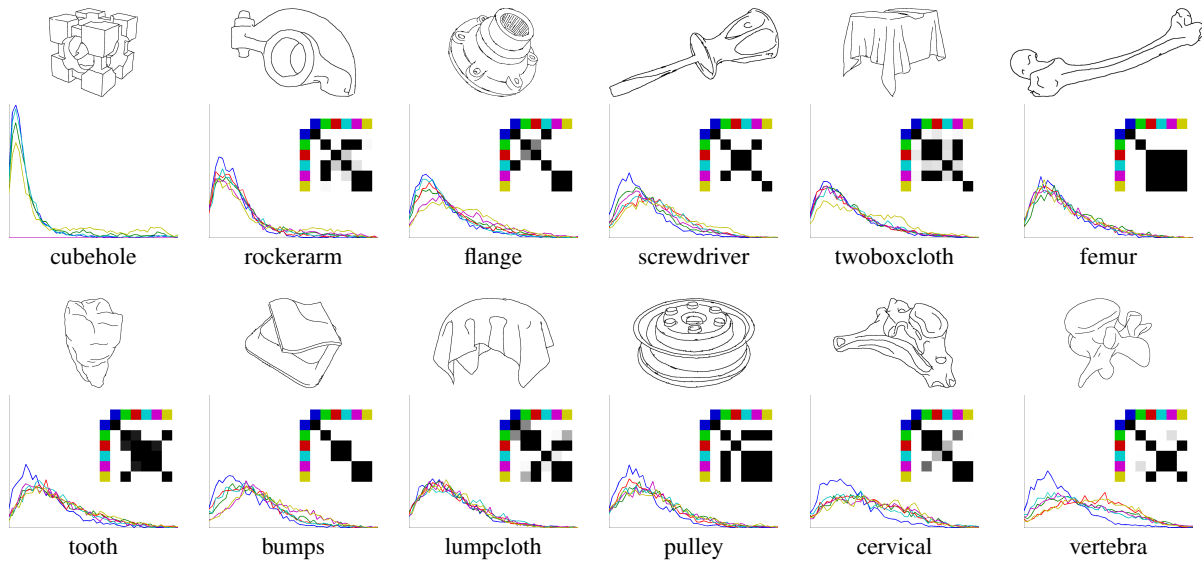 cubehole rockerarm flange screwdriver twoboxcloth femur
tooth bumps lumpcloth pulley cervical vertebra